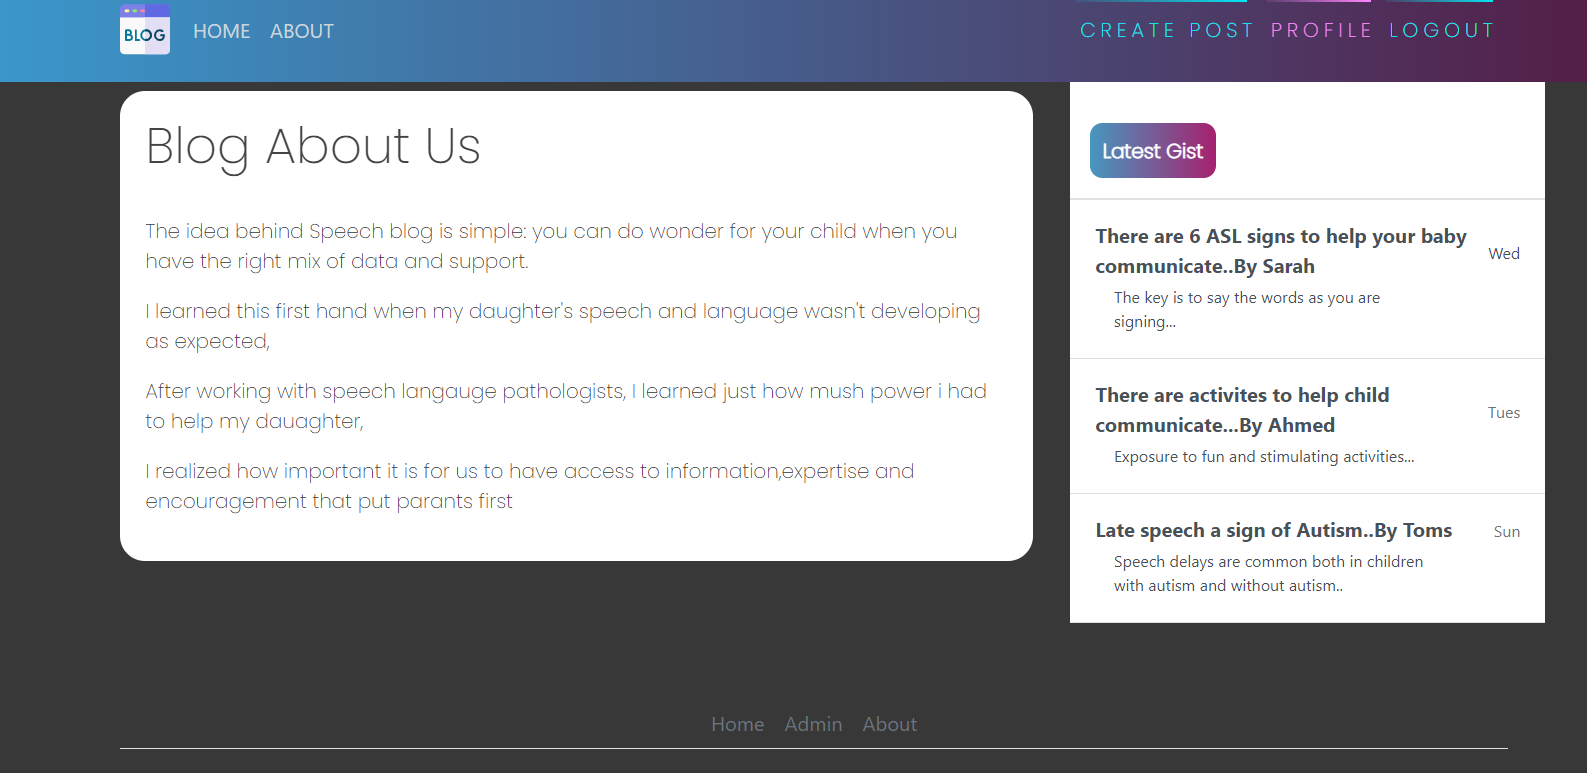 BLOG
HOME ABOUT
CREATE POST PROFILE LOGOUT
Blog About Us
The idea behind Speech blog is simple: you can do wonder for your child when you
have the right mix of data and support.
I learned this first hand when my daughter's speech and language wasn't developing
as expected,
After working with speech langauge pathologists, I learned just how mush power i had
to help my dauaghter,
I realized how important it is for us to have access to information,expertise and
encouragement that put parants first
Latest Gist
There are 6 ASL signs to help your baby
communicate..By Sarah
Wed
The key is to say the words as you are
signing...
There are activites to help child
communicate...By Ahmed
Tues
Exposure to fun and stimulating activities...
Late speech a sign of Autism..By Toms
Sun
Speech delays are common both in children
with autism and without autism..
Home Admin About